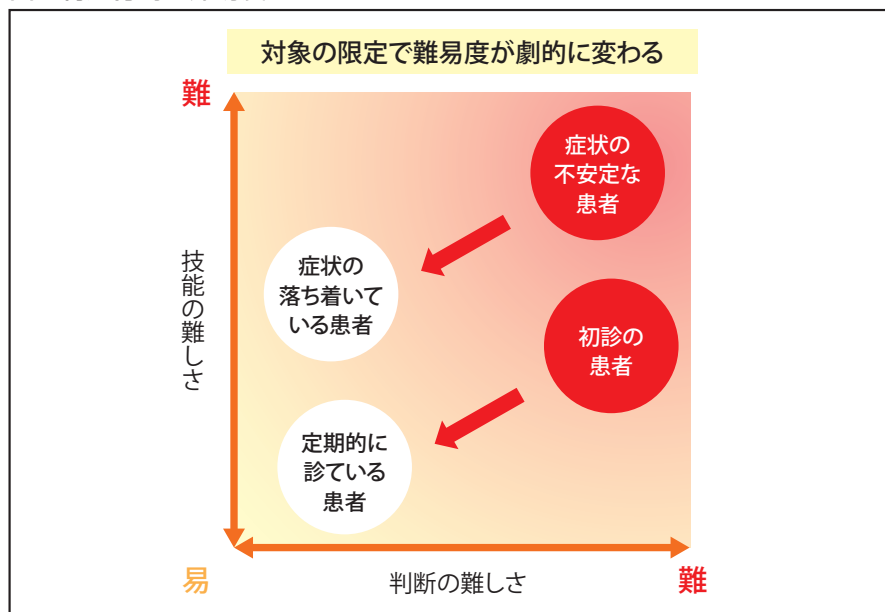 対象の限定で難易度が劇的に変わる
難
症状の
不安定な
患者
症状の
落ち着いて
いる患者
技能の難しさ
初診の
患者
定期的に
診ている
患者
易
判断の難しさ
難